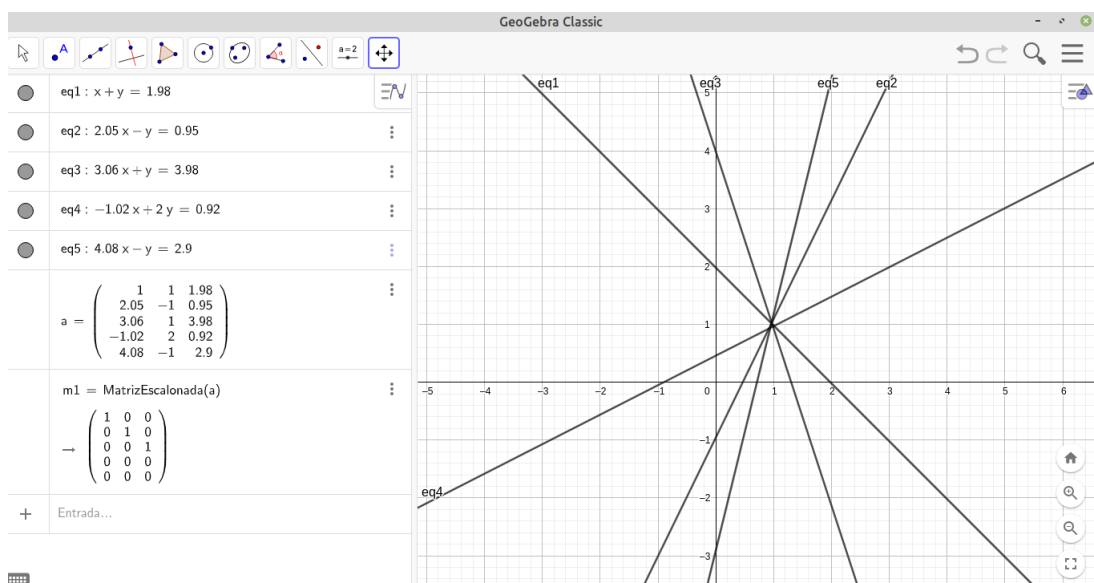 GeoGebra Classic
A
α
a=2
eq1 : x + y = 1.98
eq2 : 2.05 x − y = 0.95
eq3 : 3.06 x + y = 3.98
eq4 : −1.02 x + 2 y = 0.92
eq5 : 4.08 x − y = 2.9
a =
1 1 1.98
2.05 −1 0.95
3.06 1 3.98
−1.02 2 0.92
4.08 −1 2.9
m1 = MatrizEscalonada(a)
→
1 0 0
0 1 0
0 0 1
0 0 0
0 0 0
+ Entrada...
eq1 eq3 eq5 eq2
5
4
3
2
1
−5 −4 −3 −2 −1 0 1 2 3 4 5 6
−1
−2
eq4
−3